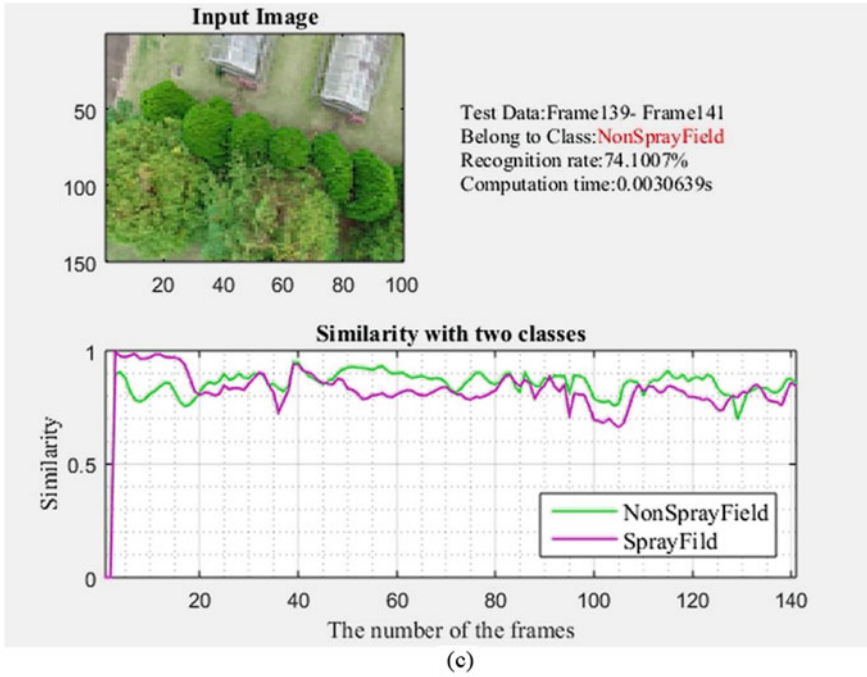 Input Image
50
100
150
20 40 60 80 100
Test Data:Frame139- Frame141
Belong to Class:NonSprayField
Recognition rate:74.1007%
Computation time:0.0030639s
Similarity with two classes
1
0.5
0
Similarity
NonSprayField
SprayFild
20 40 60 80 100 120 140
The number of the frames
(c)